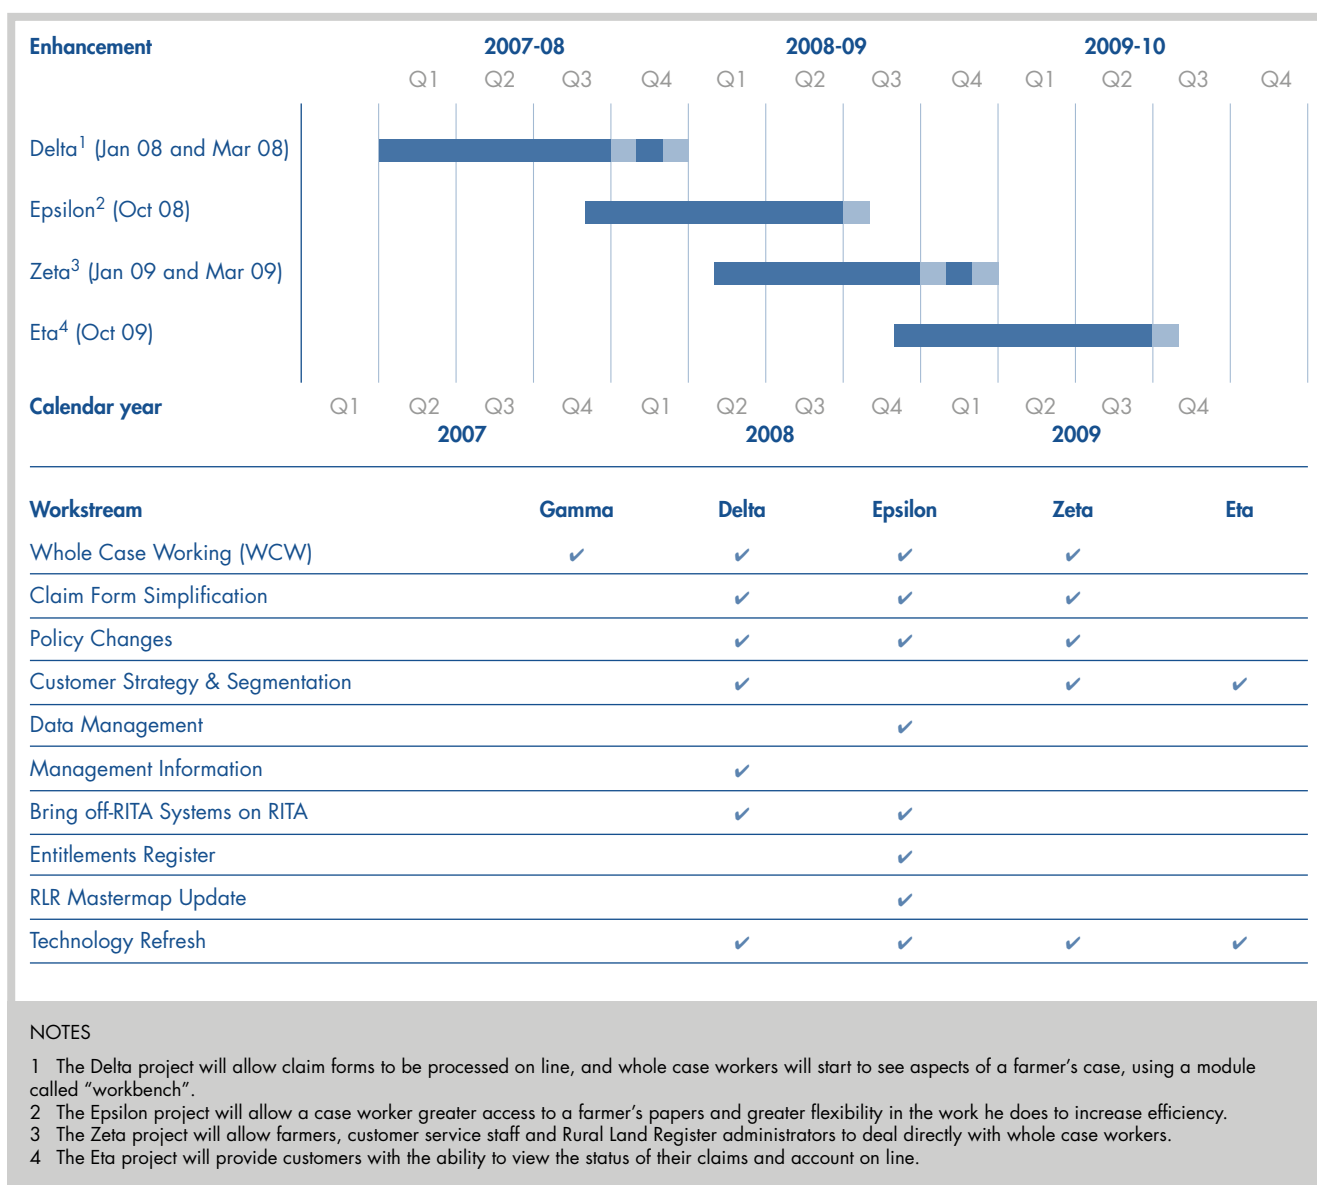 Enhancement 2007-08 2008-09 2009-10
Q1 Q2 Q3 Q4 Q1 Q2 Q3 Q4 Q1 Q2 Q3 Q4
Delta1 (Jan 08 and Mar 08)
Epsilon2 (Oct 08)
Zeta3 (Jan 09 and Mar 09)
Eta4 (Oct 09)
Calendar year Q1 Q2 Q3 Q4 Q1 Q2 Q3 Q4 Q1 Q2 Q3 Q4
2007 2008 2009
Workstream Gamma Delta Epsilon Zeta Eta
Whole Case Working (WCW) ✔ ✔ ✔ ✔
Claim Form Simplification ✔ ✔ ✔
Policy Changes ✔ ✔ ✔
Customer Strategy & Segmentation ✔ ✔ ✔
Data Management ✔
Management Information ✔
Bring off-RITA Systems on RITA ✔ ✔
Entitlements Register ✔
RLR Mastermap Update ✔
Technology Refresh ✔ ✔ ✔ ✔
NOTES
1 The Delta project will allow claim forms to be processed on line, and whole case workers will start to see aspects of a farmer's case, using a module
called "workbench".
2 The Epsilon project will allow a case worker greater access to a farmer's papers and greater flexibility in the work he does to increase efficiency.
3 The Zeta project will allow farmers, customer service staff and Rural Land Register administrators to deal directly with whole case workers.
4 The Eta project will provide customers with the ability to view the status of their claims and account on line.